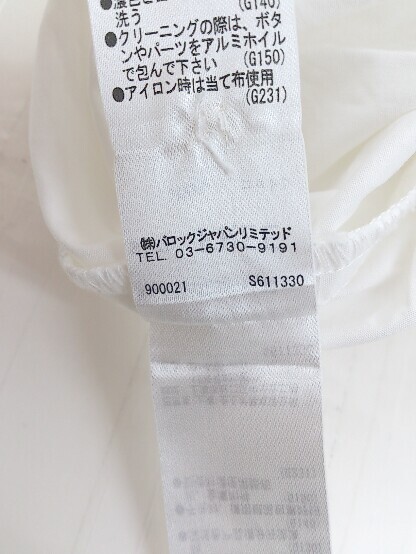 (G140)
洗う
●クリーニングの際は、ボタ
ンやパーツをアルミホイル
で包んで下さい (G150)
●アイロン時は当て布使用
(G231)
㈱バロックジャパンリミテッド
TEL. 03-6730-9191
900021 S611330